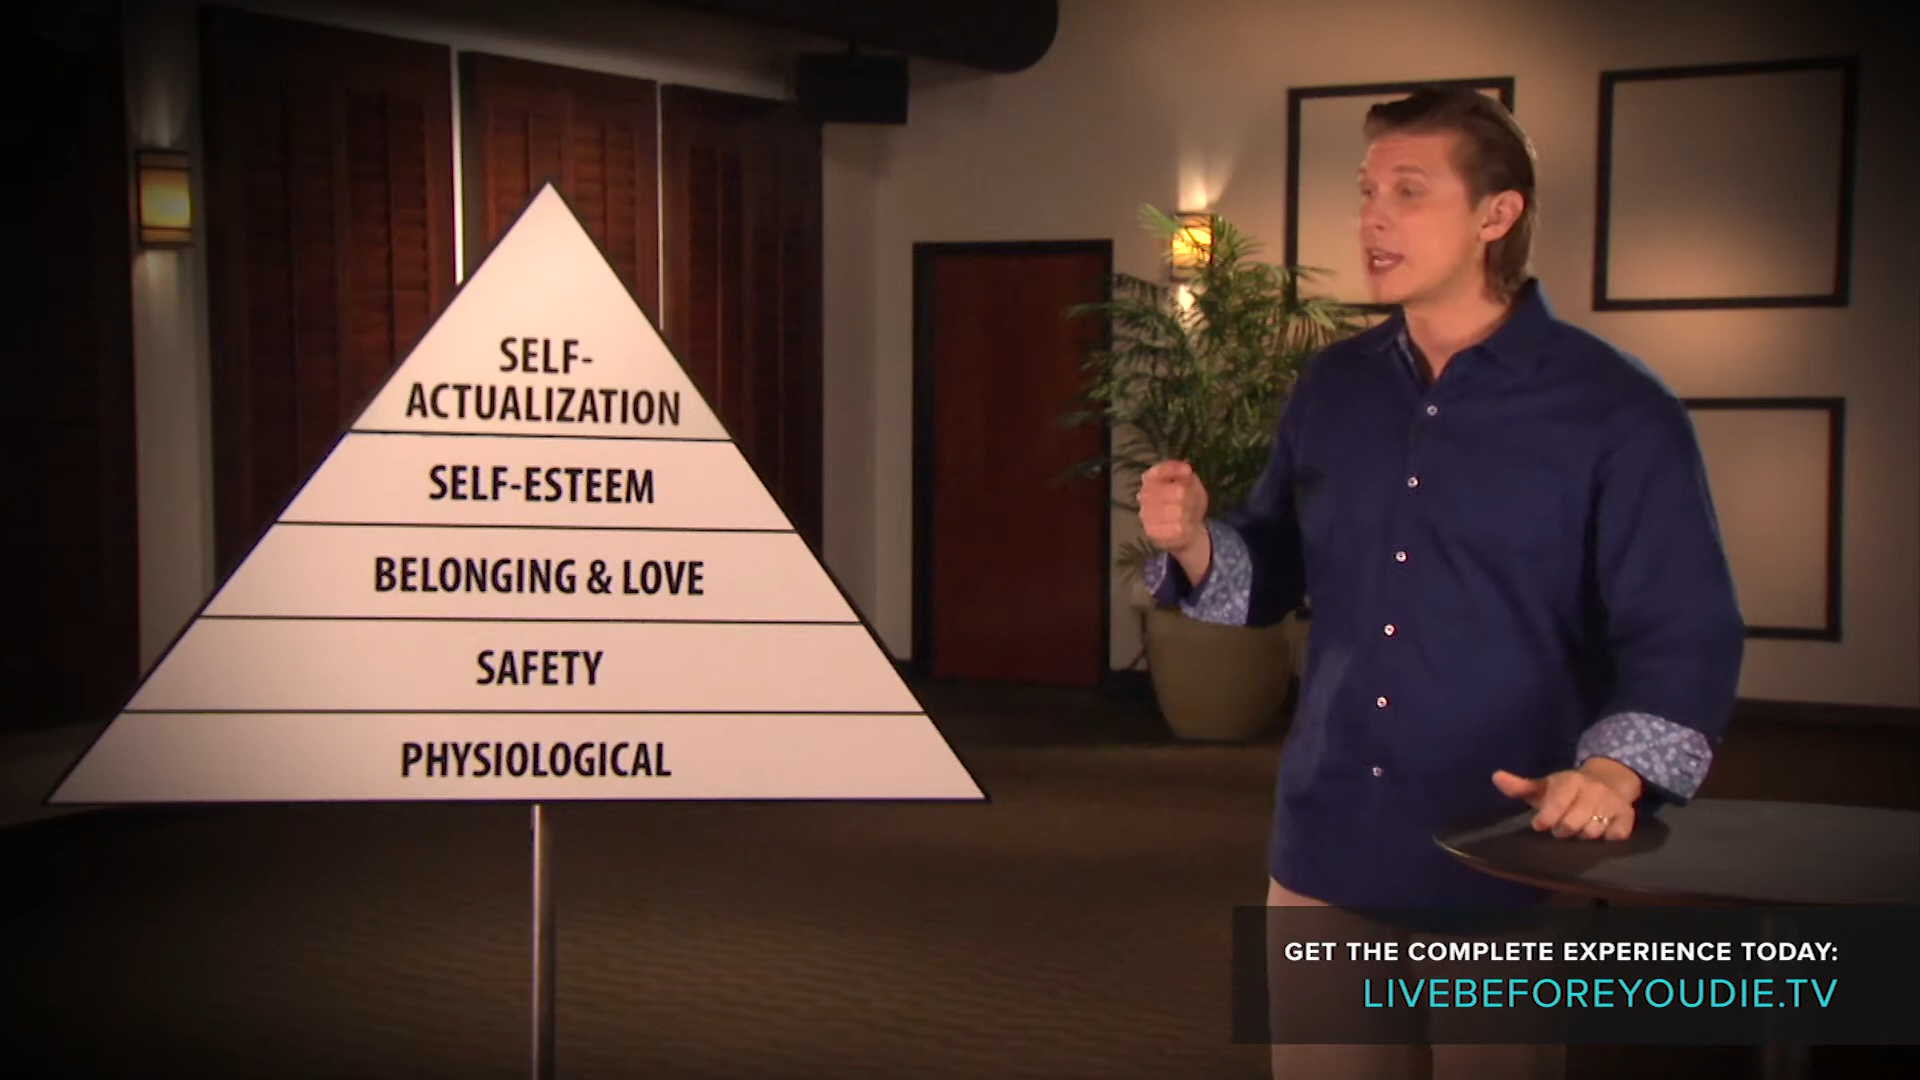 SELF-
ACTUALIZATION
SELF-ESTEEM
BELONGING & LOVE
SAFETY
PHYSIOLOGICAL
GET THE COMPLETE EXPERIENCE TODAY:
LIVEBEFOREYOUDIE.TV